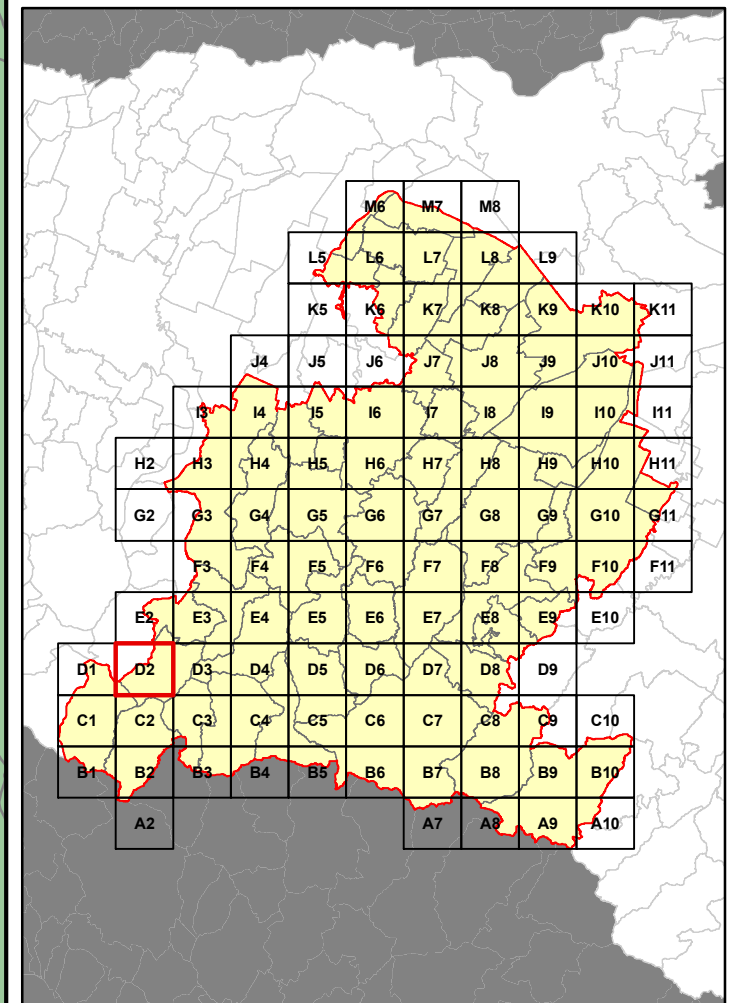 M6 M7 M8
L5 L6 L7 L8 L9
K5 K6 K7 K8 K9 K10 K11
J4 J5 J6 J7 J8 J9 J10 J11
I3 I4 I5 I6 I7 I8 I9 I10 I11
H2 H3 H4 H5 H6 H7 H8 H9 H10 H11
G2 G3 G4 G5 G6 G7 G8 G9 G10 G11
F3 F4 F5 F6 F7 F8 F9 F10 F11
E2 E3 E4 E5 E6 E7 E8 E9 E10
D1 D2 D3 D4 D5 D6 D7 D8 D9
C1 C2 C3 C4 C5 C6 C7 C8 C9 C10
B1 B2 B3 B4 B5 B6 B7 B8 B9 B10
A2 A7 A8 A9 A10